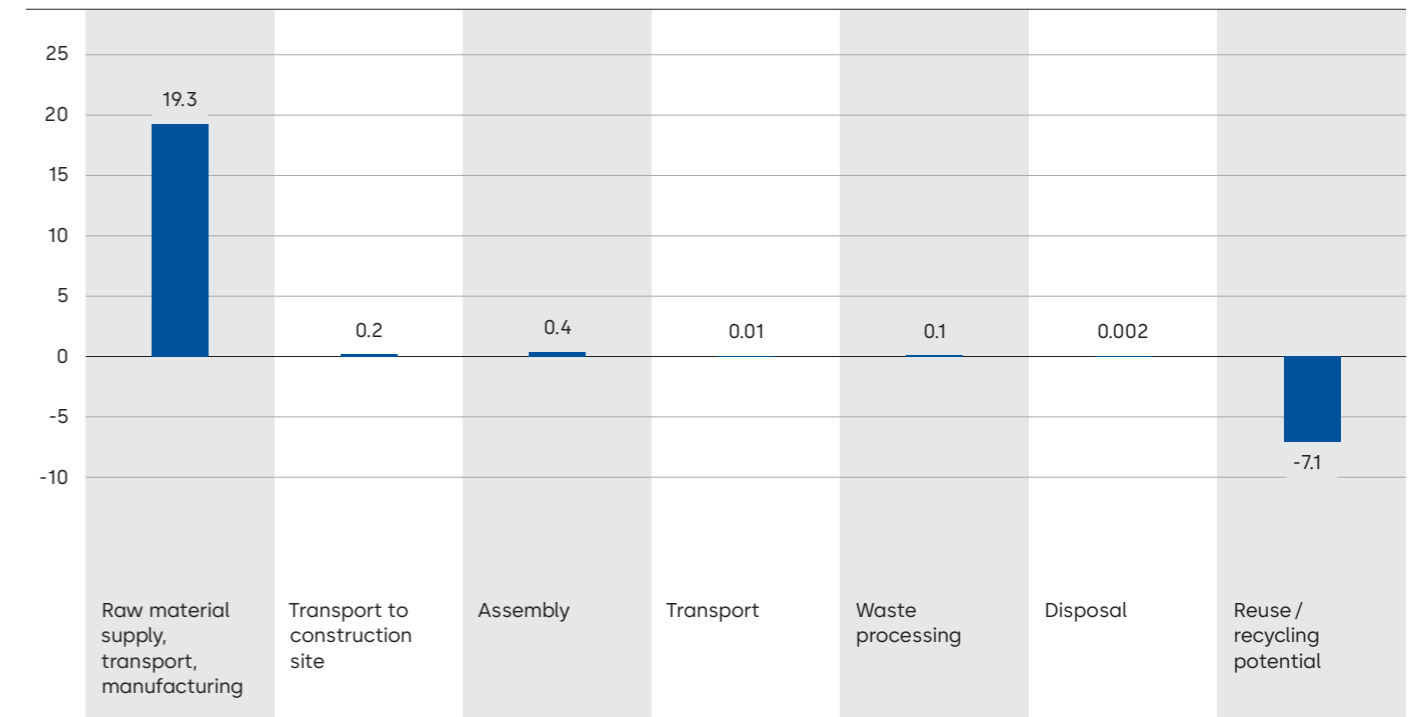 25
20
15
10
5
0
-5
-10
19.3
0.2
0.4
0.01
0.1
0.002
-7.1
Raw material
supply,
transport,
manufacturing
Transport to
construction
site
Assembly
Transport
Waste
processing
Disposal
Reuse /
recycling
potential